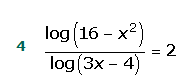 4 log(16 – x²) / log(3x – 4) = 2